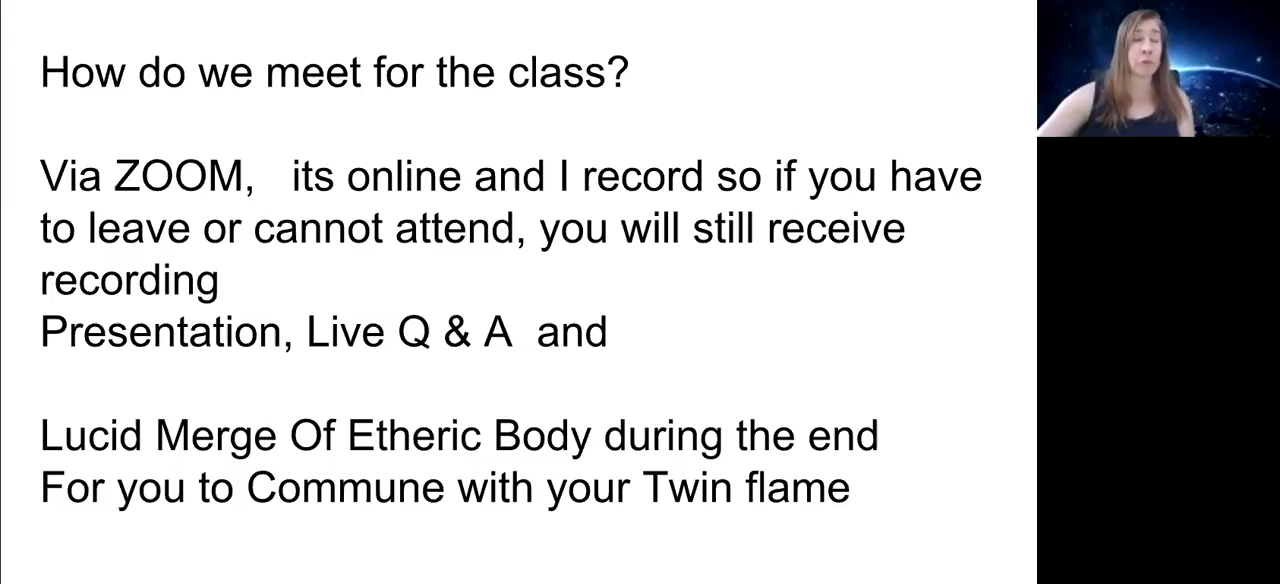 How do we meet for the class?
Via ZOOM, its online and I record so if you have
to leave or cannot attend, you will still receive
recording
Presentation, Live Q & A and
Lucid Merge Of Etheric Body during the end
For you to Commune with your Twin flame